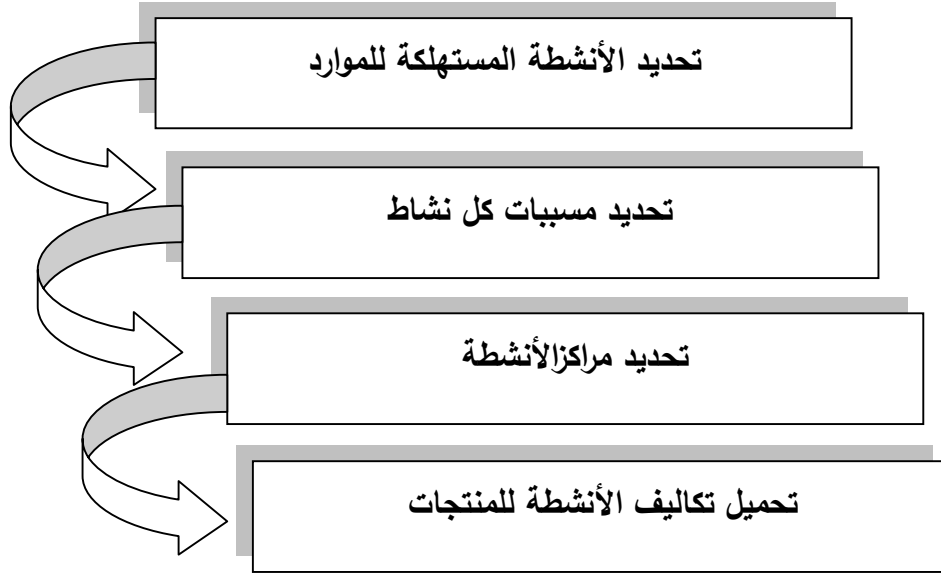 تحديد الأنشطة المستهلكة للموارد
تحديد مسببات كل نشاط
تحديد مراكزالأنشطة
تحميل تكاليف الأنشطة للمنتجات